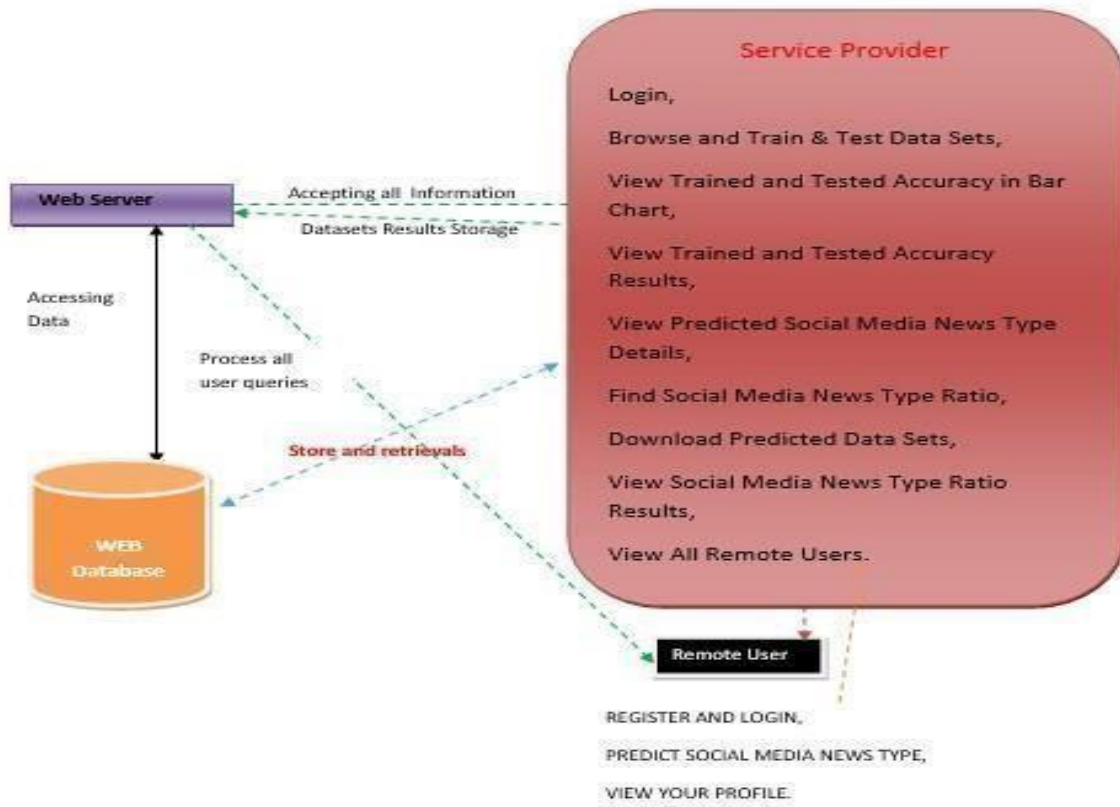 Service Provider
Login,
Browse and Train & Test Data Sets,
View Trained and Tested Accuracy in Bar
Chart,
View Trained and Tested Accuracy
Results,
View Predicted Social Media News Type
Details,
Find Social Media News Type Ratio,
Download Predicted Data Sets,
View Social Media News Type Ratio
Results,
View All Remote Users.
Web Server
Accepting all Information
Datasets Results Storage
Accessing
Data
Process all
user queries
Store and retrievals
WEB
Database
Remote User
REGISTER AND LOGIN,
PREDICT SOCIAL MEDIA NEWS TYPE,
VIEW YOUR PROFILE.